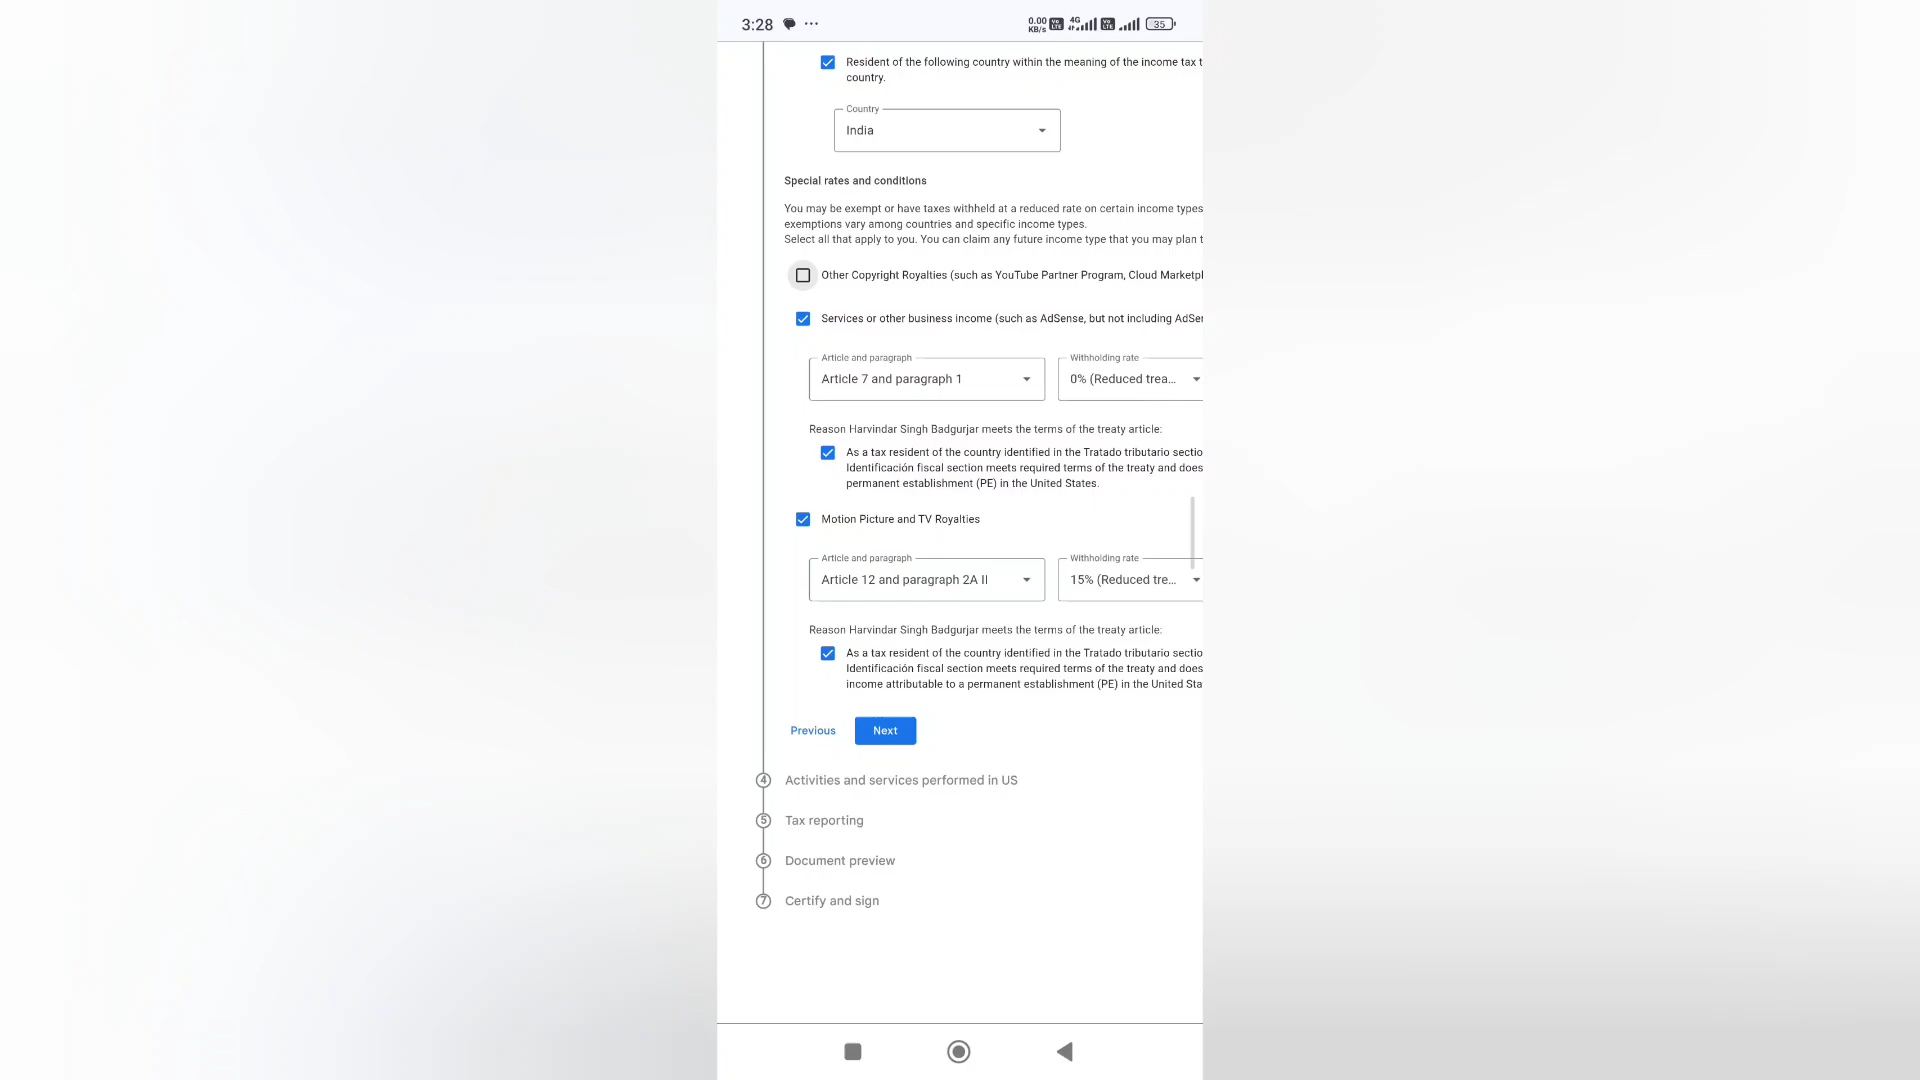 3:28 ...
0.00 KB/s Vo LTE 4G Vo LTE 35
Resident of the following country within the meaning of the income tax t
country.
Country
India
Special rates and conditions
You may be exempt or have taxes withheld at a reduced rate on certain income types
exemptions vary among countries and specific income types.
Select all that apply to you. You can claim any future income type that you may plan t
Other Copyright Royalties (such as YouTube Partner Program, Cloud Marketpl
Services or other business income (such as AdSense, but not including AdSen
Article and paragraph Withholding rate
Article 7 and paragraph 1 0% (Reduced trea...
Reason Harvindar Singh Badgurjar meets the terms of the treaty article:
As a tax resident of the country identified in the Tratado tributario sectio
Identificación fiscal section meets required terms of the treaty and does
permanent establishment (PE) in the United States.
Motion Picture and TV Royalties
Article and paragraph Withholding rate
Article 12 and paragraph 2A II 15% (Reduced tre...
Reason Harvindar Singh Badgurjar meets the terms of the treaty article:
As a tax resident of the country identified in the Tratado tributario sectio
Identificación fiscal section meets required terms of the treaty and does
income attributable to a permanent establishment (PE) in the United Sta
Previous Next
4 Activities and services performed in US
5 Tax reporting
6 Document preview
7 Certify and sign